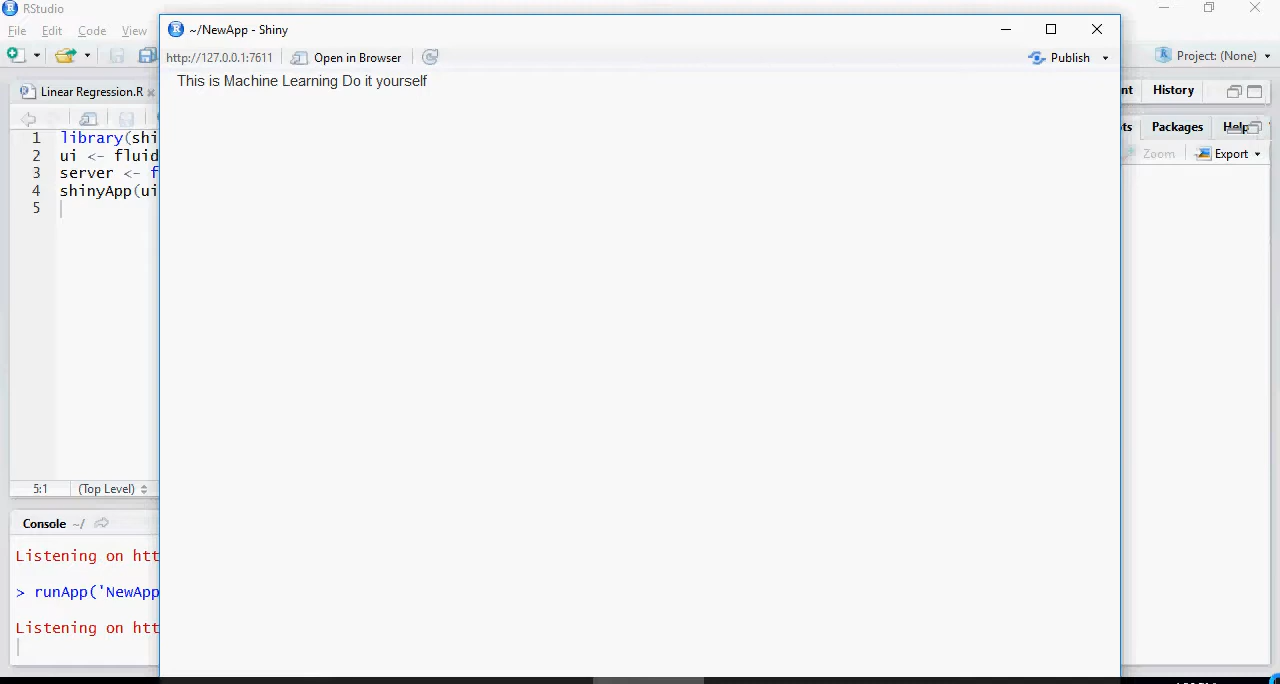 RStudio
File Edit Code View
~/NewApp - Shiny
http://127.0.0.1:7611 Open in Browser Publish
Project: (None)
This is Machine Learning Do it yourself
Linear Regression.R
nt History
ts Packages Help
Zoom Export
1 library(shi
2 ui <- fluid
3 server <- f
4 shinyApp(ui
5
5:1 (Top Level)
Console ~/
Listening on htt
> runApp('NewApp
Listening on htt